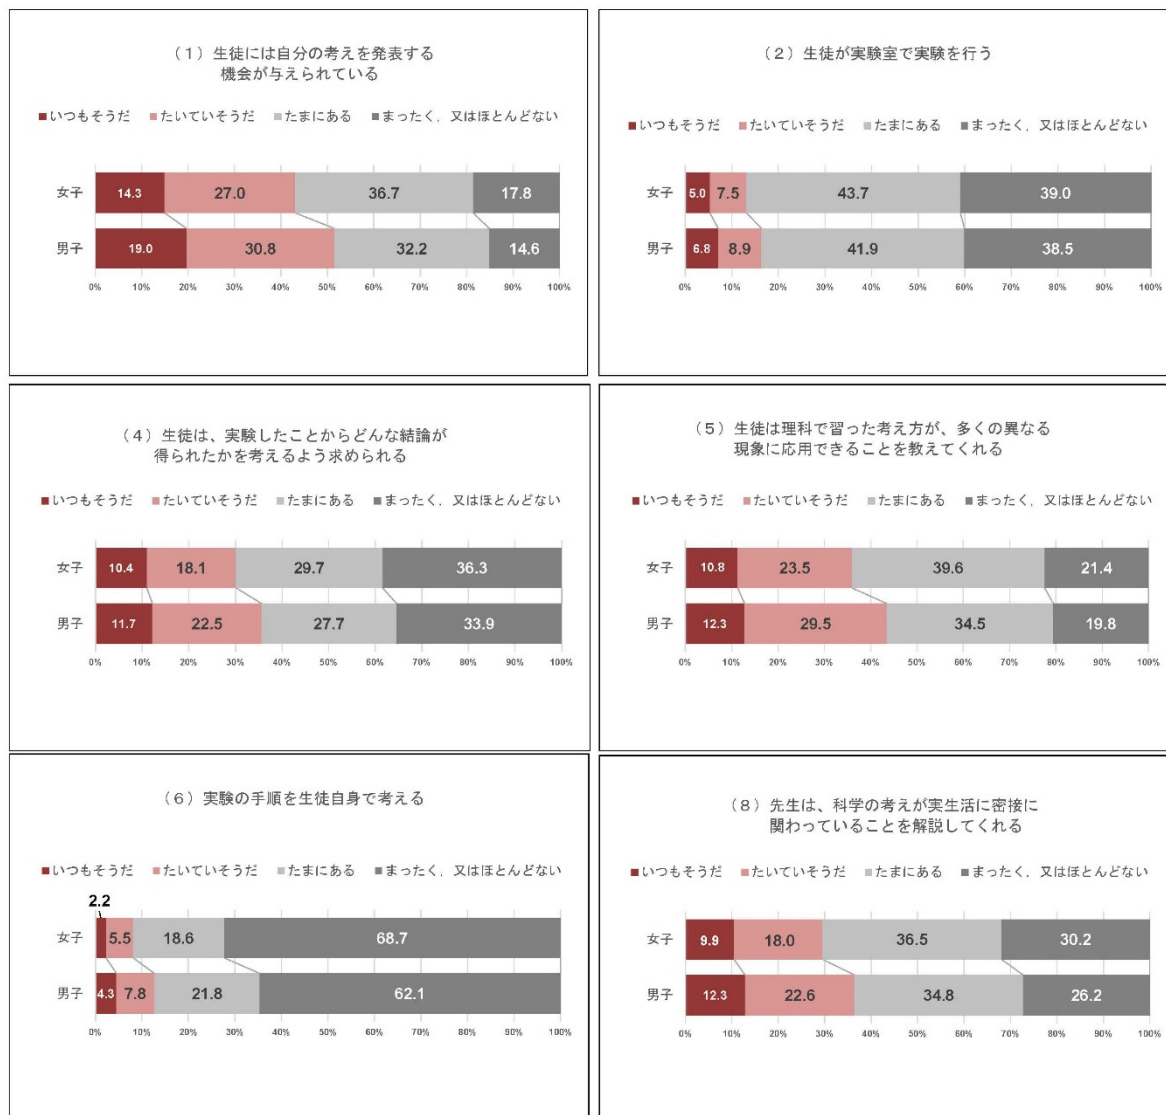 （1）生徒には自分の考えを発表する
機会が与えられている
■いつもそうだ ■たいていそうだ ■たまにある ■まったく，又はほとんどない
女子 14.3 27.0 36.7 17.8
男子 19.0 30.8 32.2 14.6
0% 10% 20% 30% 40% 50% 60% 70% 80% 90% 100%
（2）生徒が実験室で実験を行う
■いつもそうだ ■たいていそうだ ■たまにある ■まったく，又はほとんどない
女子 5.0 7.5 43.7 39.0
男子 6.8 8.9 41.9 38.5
0% 10% 20% 30% 40% 50% 60% 70% 80% 90% 100%
（4）生徒は、実験したことからどんな結論が
得られたかを考えるよう求められる
■いつもそうだ ■たいていそうだ ■たまにある ■まったく，又はほとんどない
女子 10.4 18.1 29.7 36.3
男子 11.7 22.5 27.7 33.9
0% 10% 20% 30% 40% 50% 60% 70% 80% 90% 100%
（5）生徒は理科で習った考え方が、多くの異なる
現象に応用できることを教えてくれる
■いつもそうだ ■たいていそうだ ■たまにある ■まったく，又はほとんどない
女子 10.8 23.5 39.6 21.4
男子 12.3 29.5 34.5 19.8
0% 10% 20% 30% 40% 50% 60% 70% 80% 90% 100%
（6）実験の手順を生徒自身で考える
■いつもそうだ ■たいていそうだ ■たまにある ■まったく，又はほとんどない
2.2
女子 5.5 18.6 68.7
男子 4.3 7.8 21.8 62.1
0% 10% 20% 30% 40% 50% 60% 70% 80% 90% 100%
（8）先生は、科学の考えが実生活に密接に
関わっていることを解説してくれる
■いつもそうだ ■たいていそうだ ■たまにある ■まったく，又はほとんどない
女子 9.9 18.0 36.5 30.2
男子 12.3 22.6 34.8 26.2
0% 10% 20% 30% 40% 50% 60% 70% 80% 90% 100%